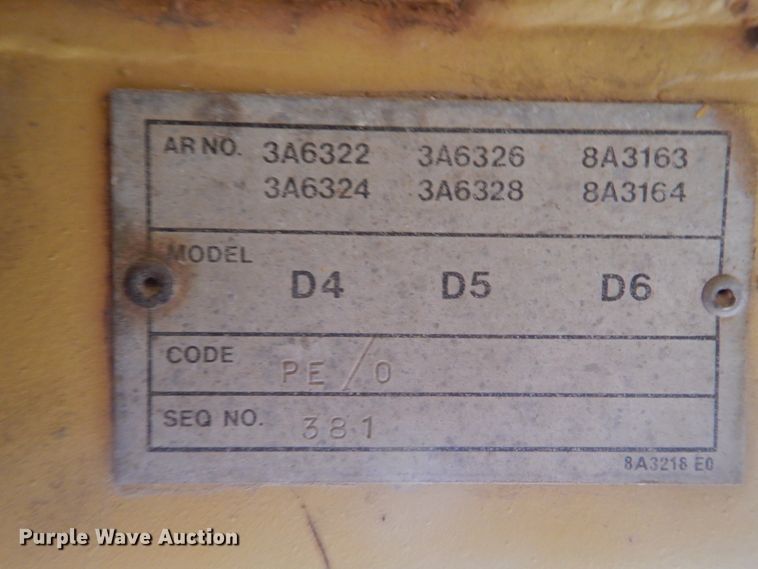 AR NO. 3A6322 3A6326 8A3163
3A6324 3A6328 8A3164
MODEL D4 D5 D6
CODE PE/0
SEQ NO. 381
8A3218 E0
Purple Wave Auction